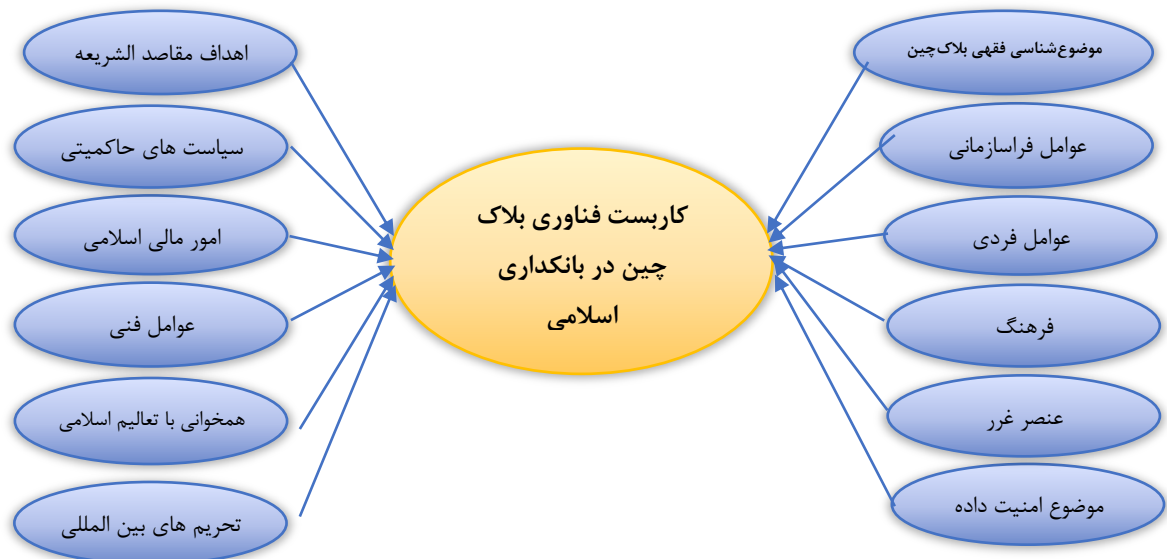 موضوع‌شناسی فقهی بلاک‌چین
عوامل فراسازمانی
عوامل فردی
فرهنگ
عنصر غرر
موضوع امنیت داده
کاربست فناوری بلاک
چین در بانکداری
اسلامی
اهداف مقاصد الشریعه
سیاست های حاکمیتی
امور مالی اسلامی
عوامل فنی
همخوانی با تعالیم اسلامی
تحریم های بین المللی